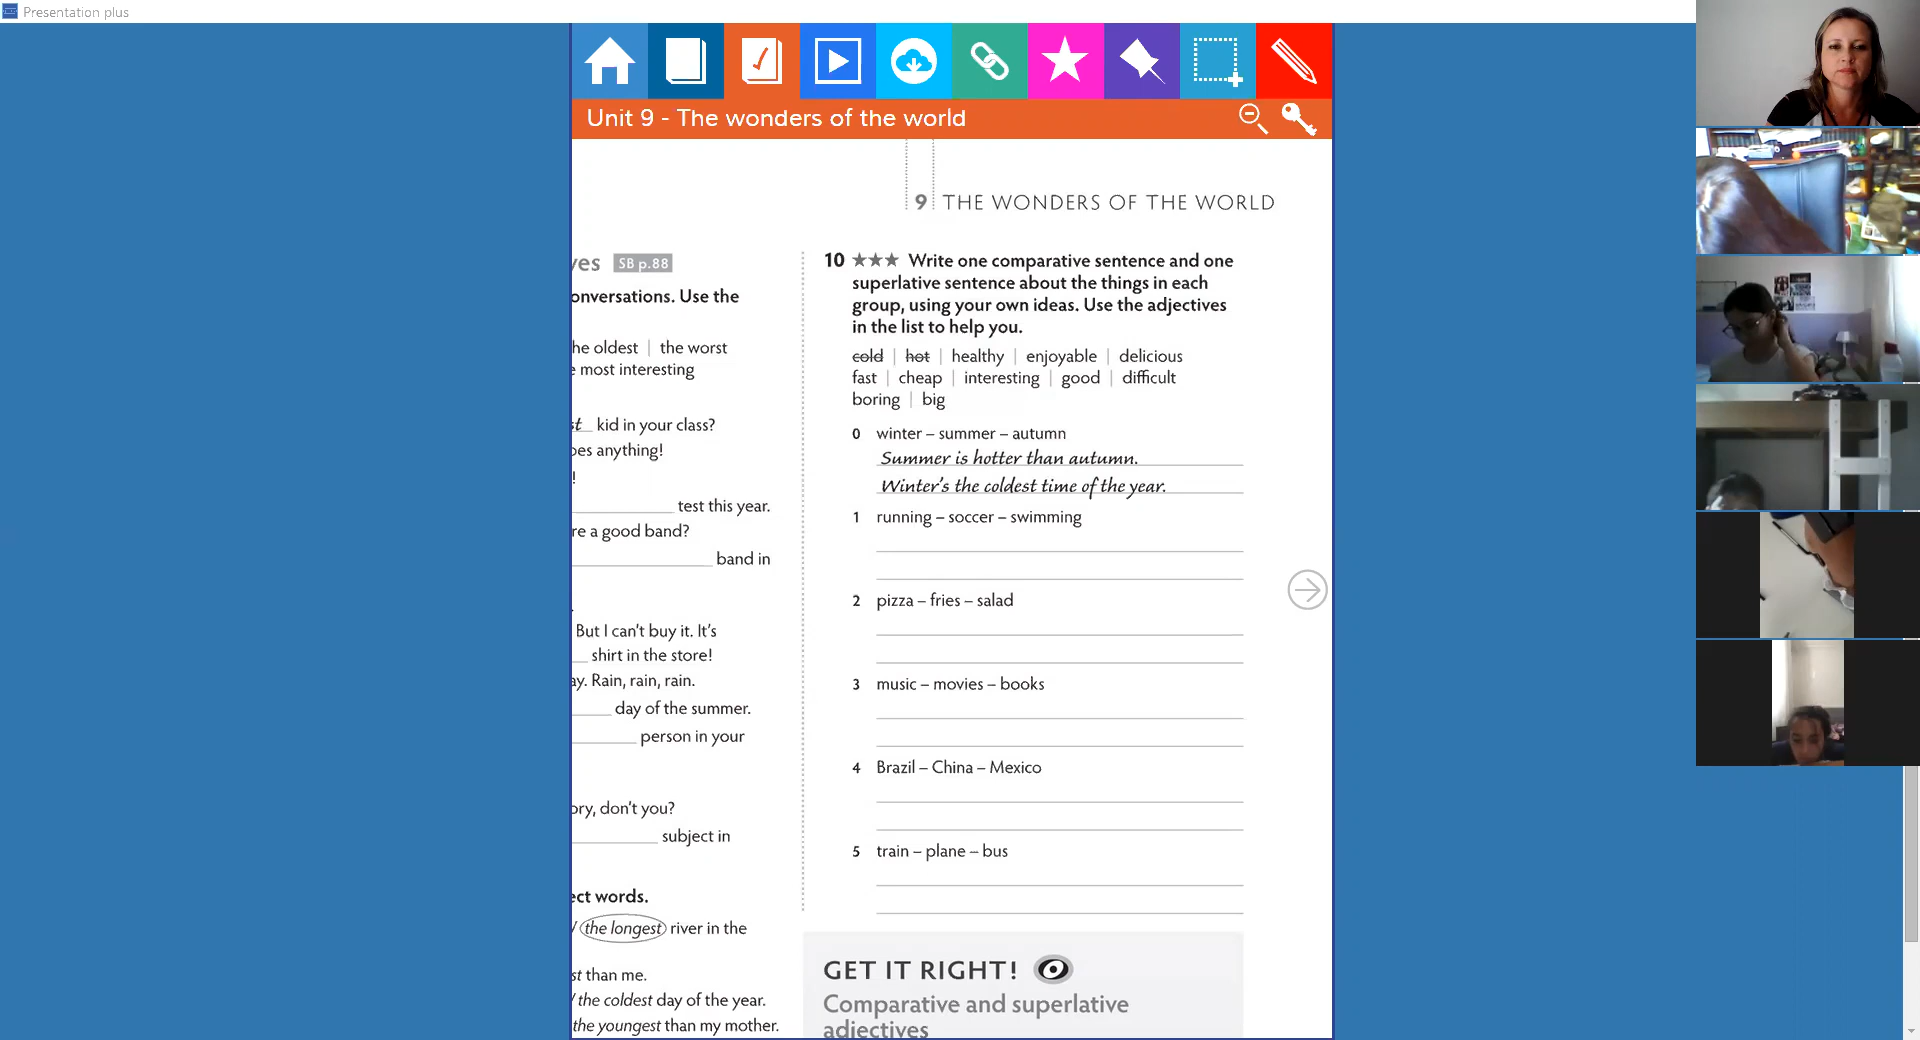 Presentation plus
Unit 9 - The wonders of the world
9 THE WONDERS OF THE WORLD
ves SB p.88
onversations. Use the
he oldest | the worst
e most interesting
st kid in your class?
oes anything!
!
test this year.
re a good band?
band in
.
But I can't buy it. It's
shirt in the store!
ay. Rain, rain, rain.
day of the summer.
person in your
ory, don't you?
subject in
ect words.
/ the longest river in the
st than me.
/ the coldest day of the year.
the youngest than my mother.
10 ★★★ Write one comparative sentence and one
superlative sentence about the things in each
group, using your own ideas. Use the adjectives
in the list to help you.
cold | hot | healthy | enjoyable | delicious
fast | cheap | interesting | good | difficult
boring | big
0 winter – summer – autumn
Summer is hotter than autumn.
Winter's the coldest time of the year.
1 running – soccer – swimming
2 pizza – fries – salad
3 music – movies – books
4 Brazil – China – Mexico
5 train – plane – bus
GET IT RIGHT!
Comparative and superlative
adjectives